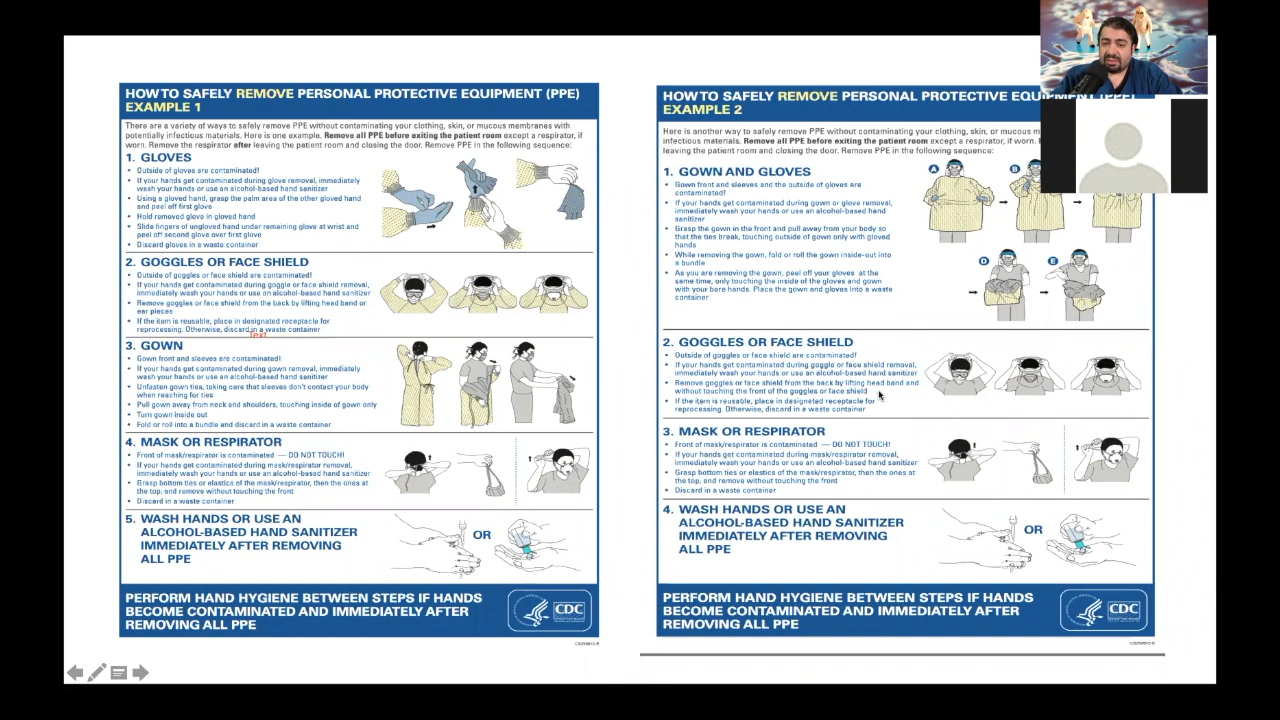 HOW TO SAFELY REMOVE PERSONAL PROTECTIVE EQUIPMENT (PPE)
EXAMPLE 1
There are a variety of ways to safely remove PPE without contaminating your clothing, skin, or mucous membranes with
potentially infectious materials. Here is one example. Remove all PPE before exiting the patient room except a respirator, if
worn. Remove the respirator after leaving the patient room and closing the door. Remove PPE in the following sequence:
1. GLOVES
• Outside of gloves are contaminated!
• If your hands get contaminated during glove removal, immediately
wash your hands or use an alcohol-based hand sanitizer
• Using a gloved hand, grasp the palm area of the other gloved hand
and peel off first glove
• Hold removed glove in gloved hand
• Slide fingers of ungloved hand under remaining glove at wrist and
peel off second glove over first glove
• Discard gloves in a waste container
2. GOGGLES OR FACE SHIELD
• Outside of goggles or face shield are contaminated!
• If your hands get contaminated during goggle or face shield removal,
immediately wash your hands or use an alcohol-based hand sanitizer
• Remove goggles or face shield from the back by lifting head band or
ear pieces
• If the item is reusable, place in designated receptacle for
reprocessing. Otherwise, discard in a waste container
Text
3. GOWN
• Gown front and sleeves are contaminated!
• If your hands get contaminated during gown removal, immediately
wash your hands or use an alcohol-based hand sanitizer
• Unfasten gown ties, taking care that sleeves don't contact your body
when reaching for ties
• Pull gown away from neck and shoulders, touching inside of gown only
• Turn gown inside out
• Fold or roll into a bundle and discard in a waste container
4. MASK OR RESPIRATOR
• Front of mask/respirator is contaminated — DO NOT TOUCH!
• If your hands get contaminated during mask/respirator removal,
immediately wash your hands or use an alcohol-based hand sanitizer
• Grasp bottom ties or elastics of the mask/respirator, then the ones at
the top, and remove without touching the front
• Discard in a waste container
5. WASH HANDS OR USE AN
ALCOHOL-BASED HAND SANITIZER
IMMEDIATELY AFTER REMOVING
ALL PPE
OR
PERFORM HAND HYGIENE BETWEEN STEPS IF HANDS
BECOME CONTAMINATED AND IMMEDIATELY AFTER
REMOVING ALL PPE
CDC
HOW TO SAFELY REMOVE PERSONAL PROTECTIVE EQUIPMENT (PPE)
EXAMPLE 2
Here is another way to safely remove PPE without contaminating your clothing, skin, or mucous
infectious materials. Remove all PPE before exiting the patient room except a respirator, if worn.
leaving the patient room and closing the door. Remove PPE in the following sequence:
1. GOWN AND GLOVES
• Gown front and sleeves and the outside of gloves are
contaminated!
• If your hands get contaminated during gown or glove removal,
immediately wash your hands or use an alcohol-based hand
sanitizer
• Grasp the gown in the front and pull away from your body so
that the ties break, touching outside of gown only with gloved
hands
• While removing the gown, fold or roll the gown inside-out into
a bundle
• As you are removing the gown, peel off your gloves at the
same time, only touching the inside of the gloves and gown
with your bare hands. Place the gown and gloves into a waste
container
A
B
D
E
2. GOGGLES OR FACE SHIELD
• Outside of goggles or face shield are contaminated!
• If your hands get contaminated during goggle or face shield removal,
immediately wash your hands or use an alcohol-based hand sanitizer
• Remove goggles or face shield from the back by lifting head band and
without touching the front of the goggles or face shield
• If the item is reusable, place in designated receptacle for
reprocessing. Otherwise, discard in a waste container
3. MASK OR RESPIRATOR
• Front of mask/respirator is contaminated — DO NOT TOUCH!
• If your hands get contaminated during mask/respirator removal,
immediately wash your hands or use an alcohol-based hand sanitizer
• Grasp bottom ties or elastics of the mask/respirator, then the ones at
the top, and remove without touching the front
• Discard in a waste container
4. WASH HANDS OR USE AN
ALCOHOL-BASED HAND SANITIZER
IMMEDIATELY AFTER REMOVING
ALL PPE
OR
PERFORM HAND HYGIENE BETWEEN STEPS IF HANDS
BECOME CONTAMINATED AND IMMEDIATELY AFTER
REMOVING ALL PPE
CDC